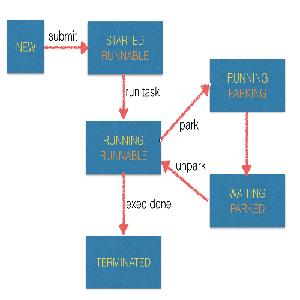 NEW
submit
STARTED
RUNNABLE
run task
RUNNING
PARKING
park
RUNNING
RUNNABLE
unpark
WAITING
PARKED
exec done
TERMINATED